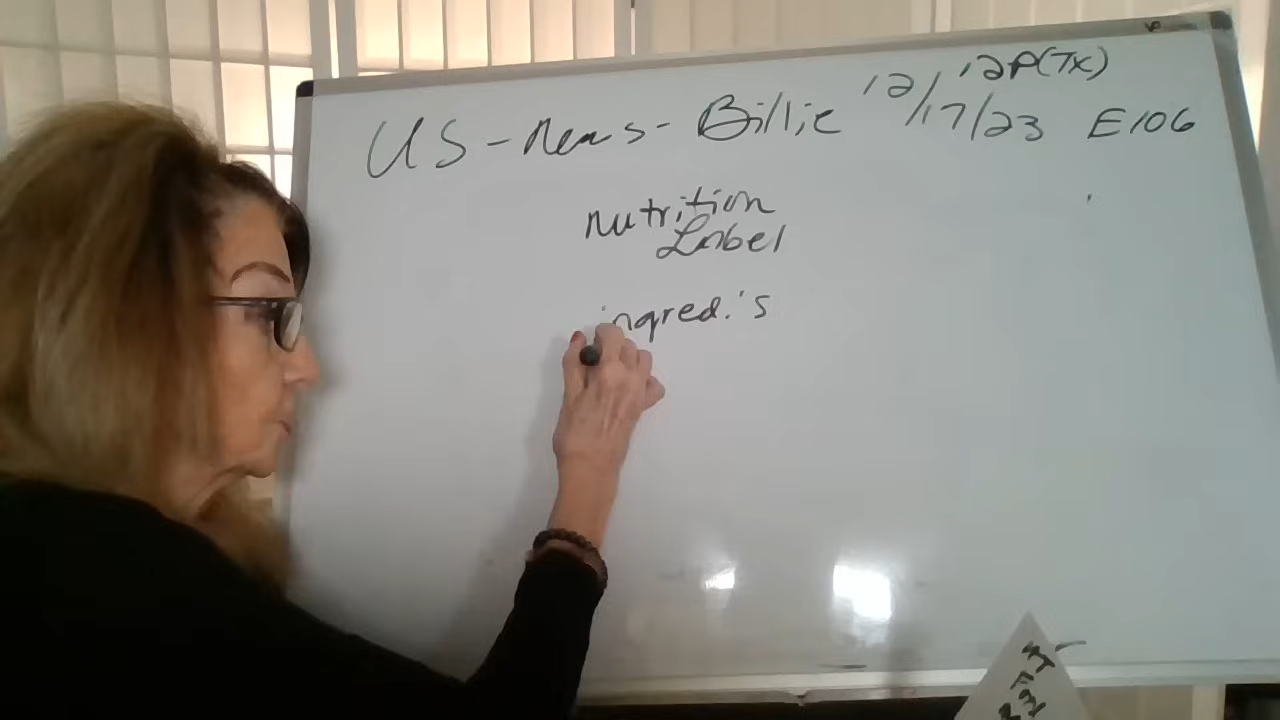 US - News - Billie 12/17/23 12P(TX) E106
nutrition
Label
ingred.'s